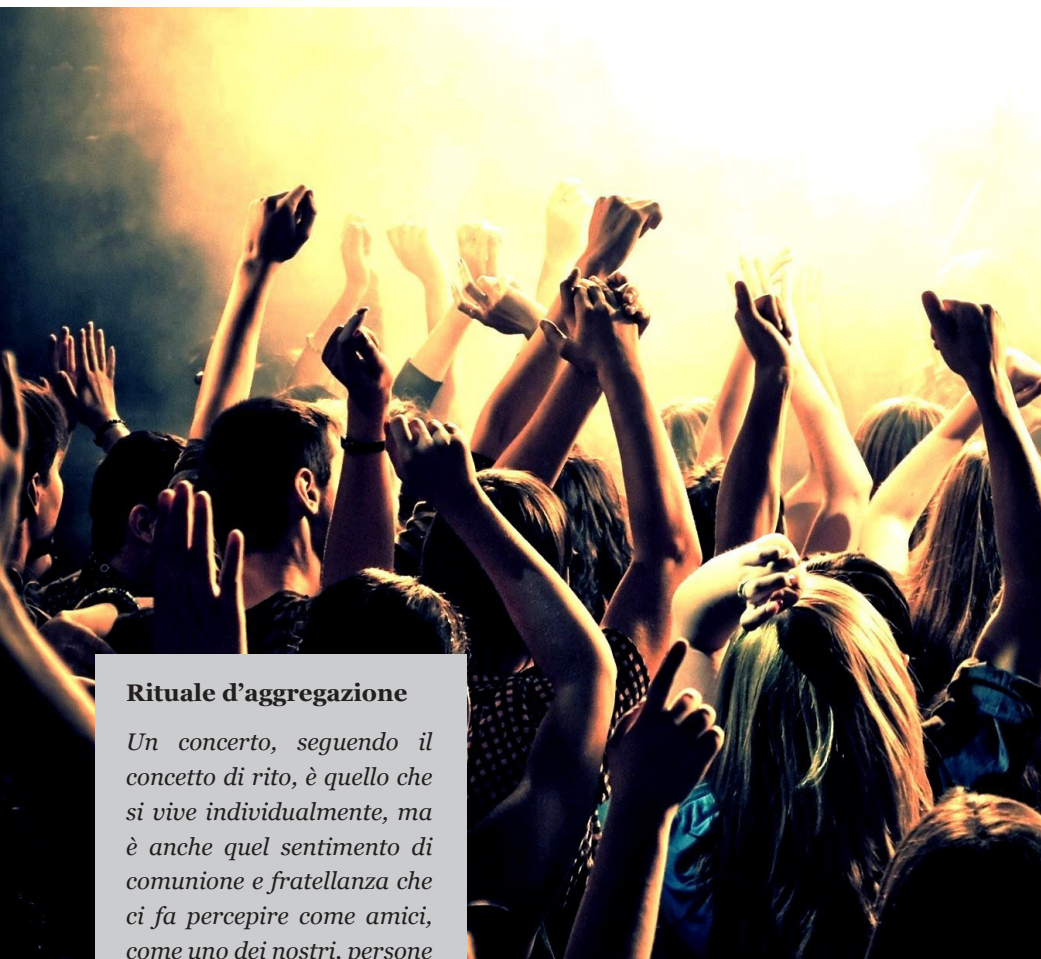 Rituale d’aggregazione
Un concerto, seguendo il
concetto di rito, è quello che
si vive individualmente, ma
è anche quel sentimento di
comunione e fratellanza che
ci fa percepire come amici,
come uno dei nostri, persone